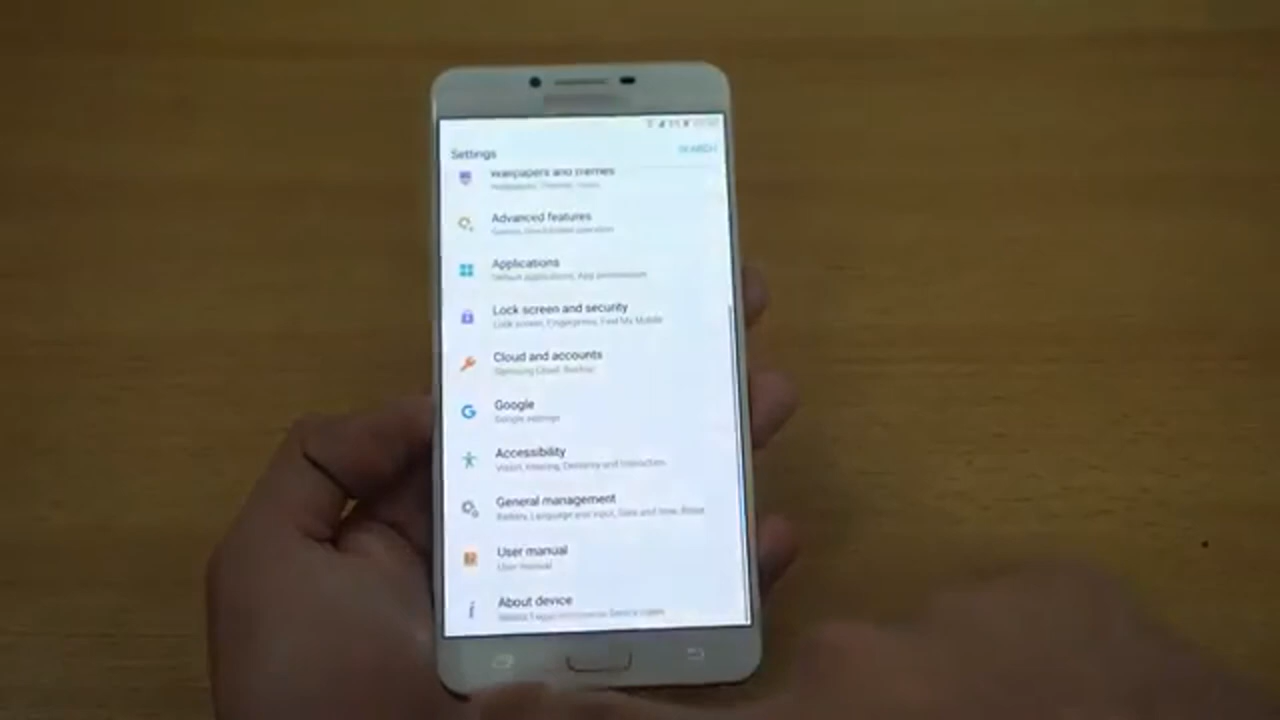 Settings
SEARCH
Wallpapers and themes
Wallpapers, Themes, Icons
Advanced features
Games, One-handed operation
Applications
Default applications, App permissions
Lock screen and security
Lock screen, Fingerprints, Find My Mobile
Cloud and accounts
Samsung Cloud, Backup
Google
Google settings
Accessibility
Vision, Hearing, Dexterity and interaction
General management
Battery, Language and input, Date and time, Reset
User manual
User manual
About device